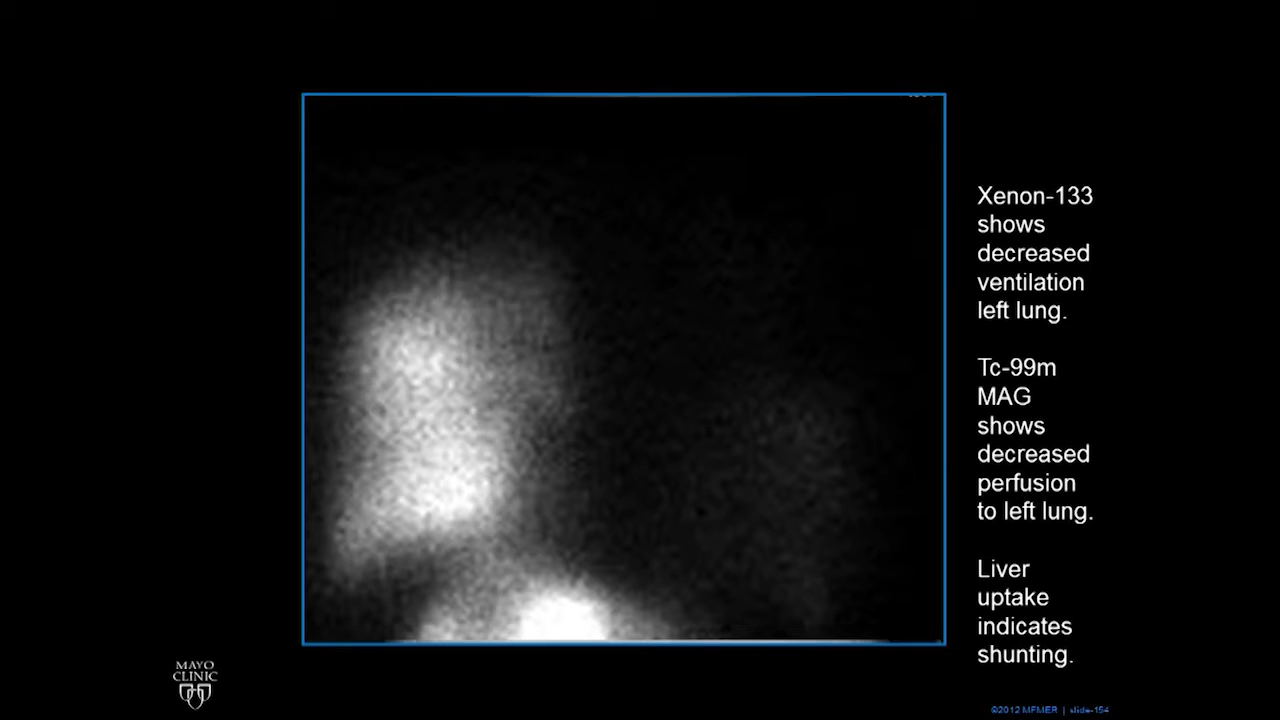 Xenon-133
shows
decreased
ventilation
left lung.
Tc-99m
MAG
shows
decreased
perfusion
to left lung.
Liver
uptake
indicates
shunting.
MAYO
CLINIC
©2012 MFMER | slide-154